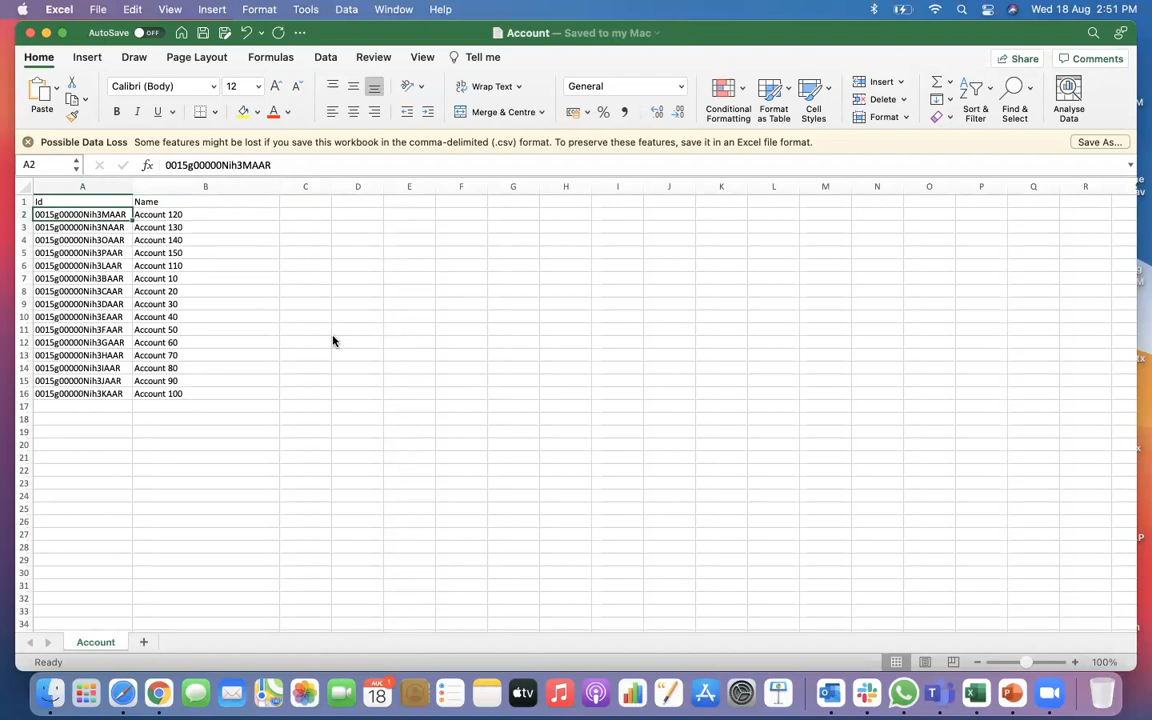 Excel File Edit View Insert Format Tools Data Window Help Wed 18 Aug 2:51 PM
AutoSave OFF Account — Saved to my Mac
Home Insert Draw Page Layout Formulas Data Review View Tell me Share Comments
Paste Calibri (Body) 12 Wrap Text General Conditional Formatting Format as Table Cell Styles Insert Sort & Filter Find & Select Analyse Data
B I U A Merge & Centre Delete
Format
Possible Data Loss Some features might be lost if you save this workbook in the comma-delimited (.csv) format. To preserve these features, save it in an Excel file format. Save As...
A2 fx 0015g00000Nih3MAAR
A B C D E F G H I J K L M N O P Q R
1 Id Name
2 0015g00000Nih3MAAR Account 120
3 0015g00000Nih3NAAR Account 130
4 0015g00000Nih3OAAR Account 140
5 0015g00000Nih3PAAR Account 150
6 0015g00000Nih3LAAR Account 110
7 0015g00000Nih3BAAR Account 10
8 0015g00000Nih3CAAR Account 20
9 0015g00000Nih3DAAR Account 30
10 0015g00000Nih3EAAR Account 40
11 0015g00000Nih3FAAR Account 50
12 0015g00000Nih3GAAR Account 60
13 0015g00000Nih3HAAR Account 70
14 0015g00000Nih3IAAR Account 80
15 0015g00000Nih3JAAR Account 90
16 0015g00000Nih3KAAR Account 100
17
18
19
20
21
22
23
24
25
26
27
28
29
30
31
32
33
34
Account
Ready 100%
AUG 18 1 tv